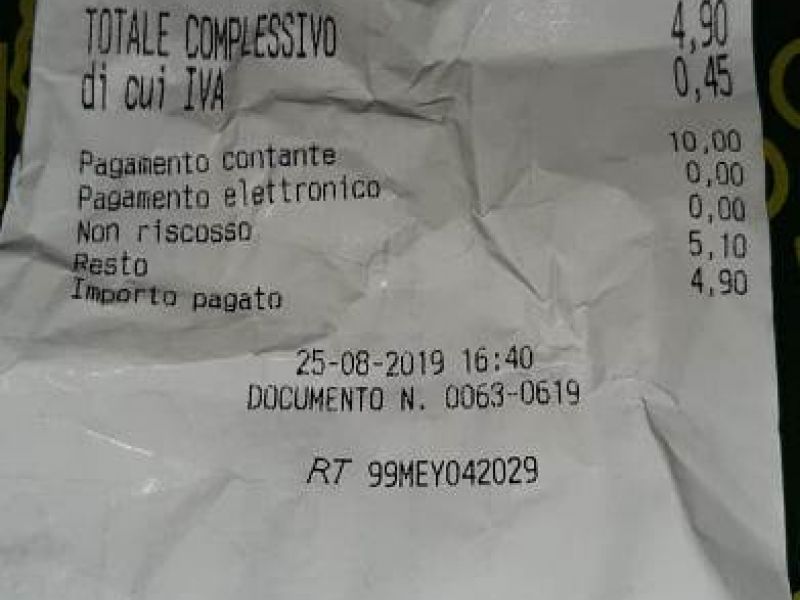 TOTALE COMPLESSIVO 4,90
di cui IVA 0,45
Pagamento contante 10,00
Pagamento elettronico 0,00
Non riscosso 0,00
Resto 5,10
Importo pagato 4,90
25-08-2019 16:40
DOCUMENTO N. 0063-0619
RT 99MEY042029